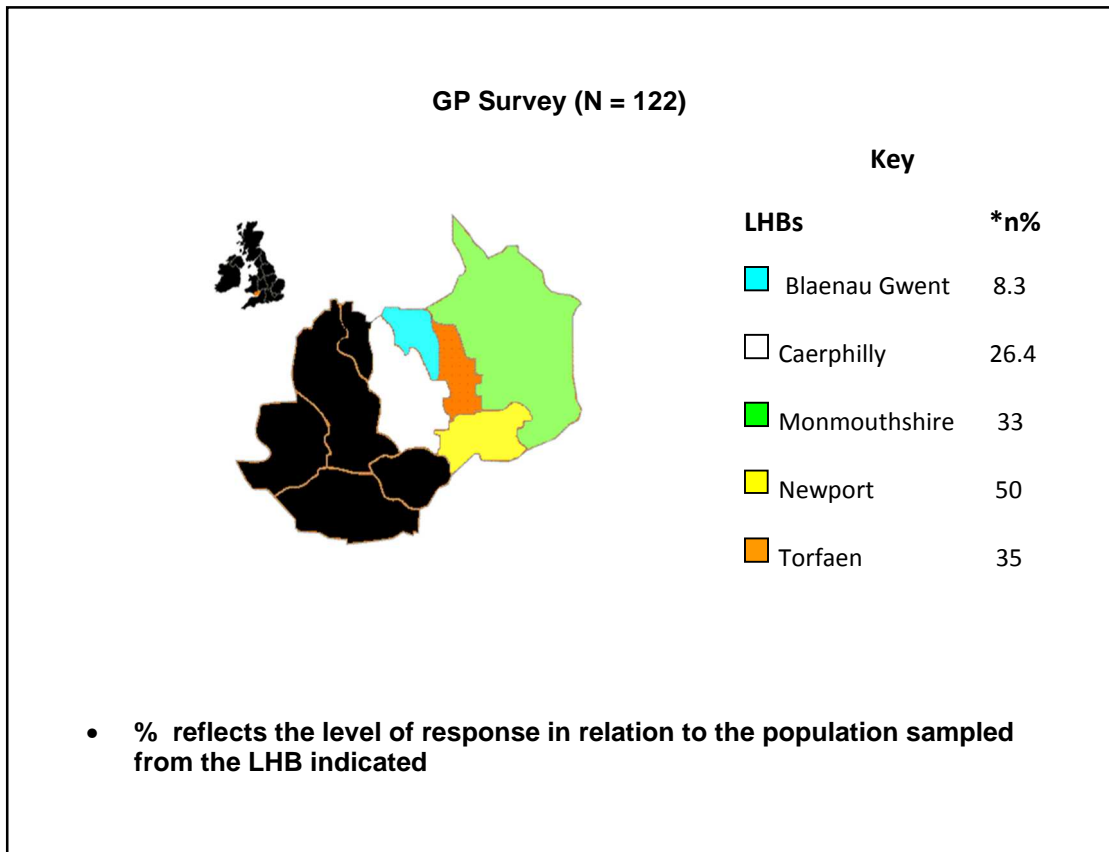 GP Survey (N = 122)
Key
LHBs *n%
Blaenau Gwent 8.3
Caerphilly 26.4
Monmouthshire 33
Newport 50
Torfaen 35
• % reflects the level of response in relation to the population sampled
from the LHB indicated